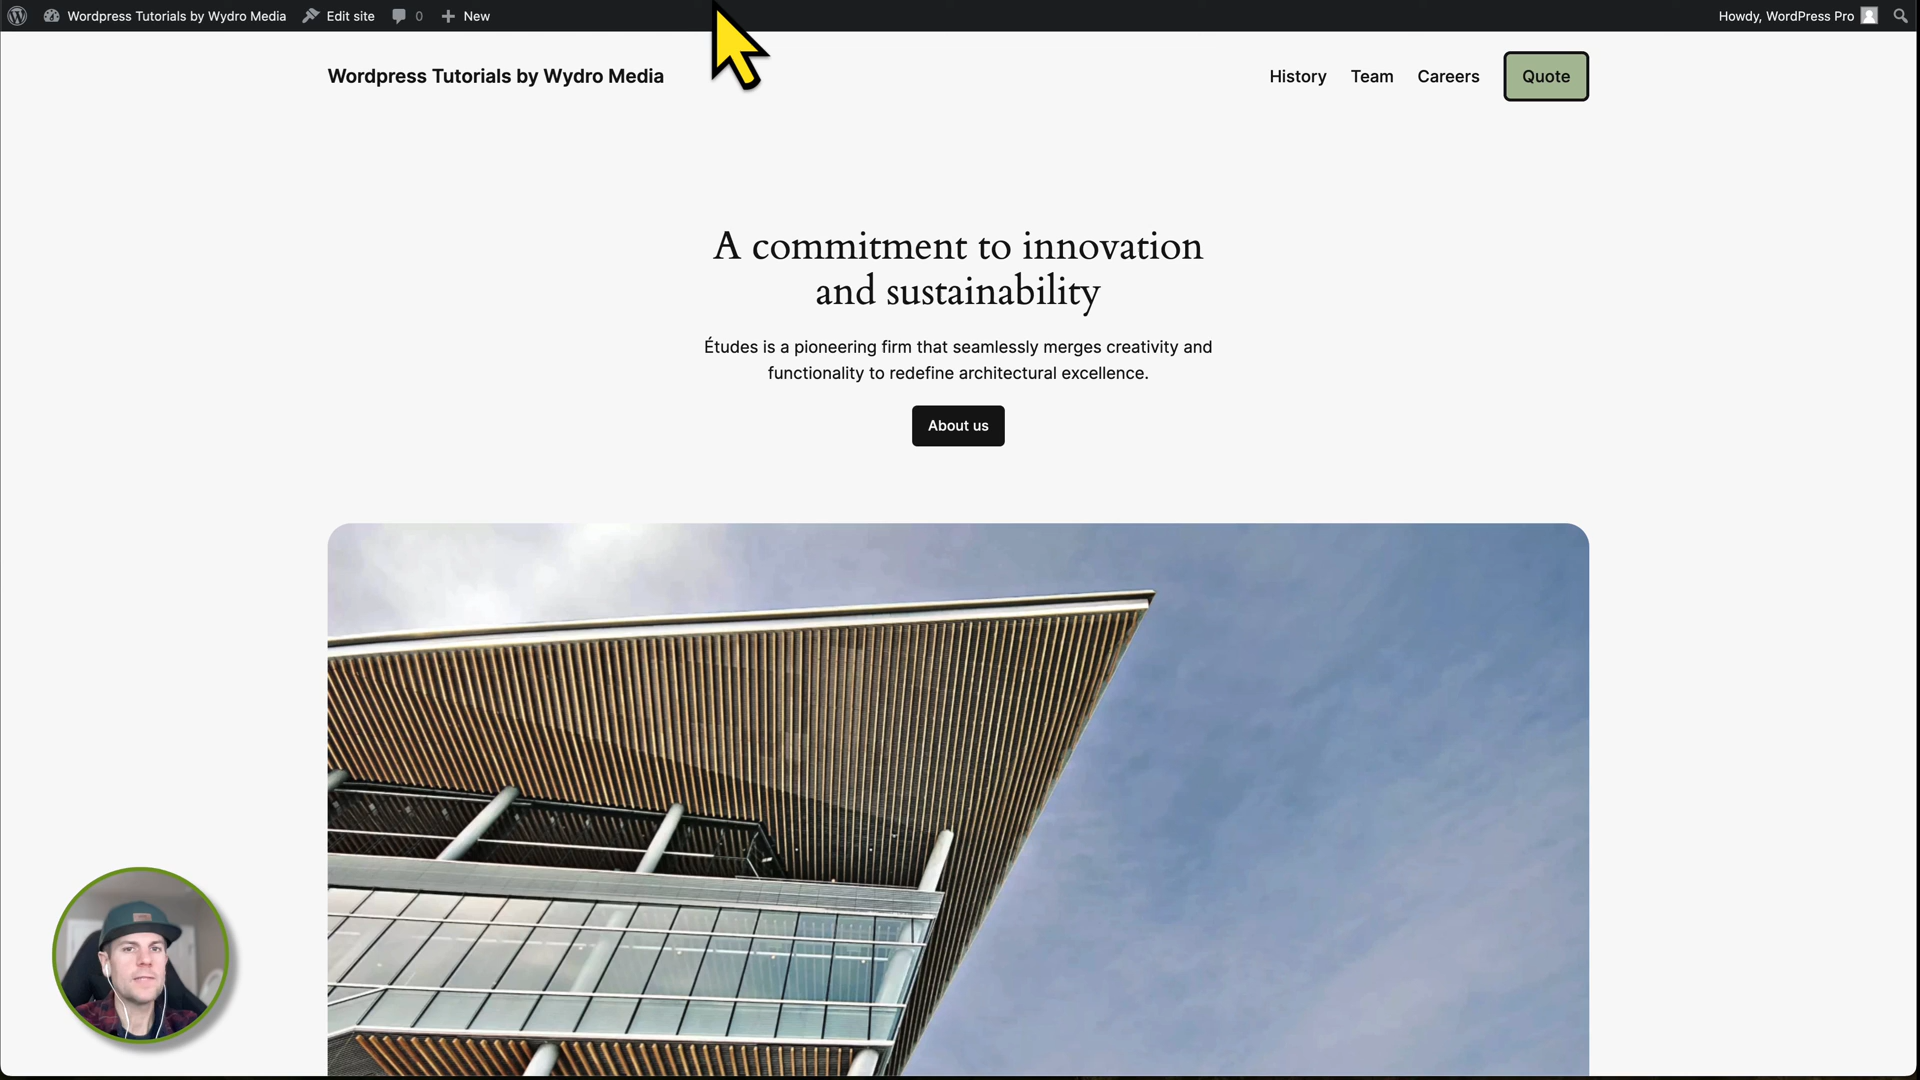 Wordpress Tutorials by Wydro Media Edit site 0 New Howdy, WordPress Pro
Wordpress Tutorials by Wydro Media History Team Careers Quote
A commitment to innovation
and sustainability
Études is a pioneering firm that seamlessly merges creativity and
functionality to redefine architectural excellence.
About us